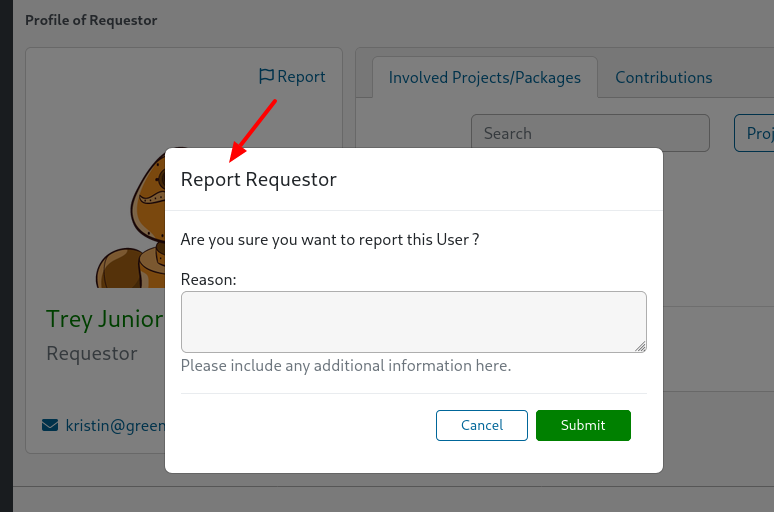 Profile of Requestor
Report
Involved Projects/Packages
Contributions
Search
Proj
Report Requestor
Are you sure you want to report this User ?
Reason:
Please include any additional information here.
Trey Junior
Requestor
kristin@green
Cancel
Submit